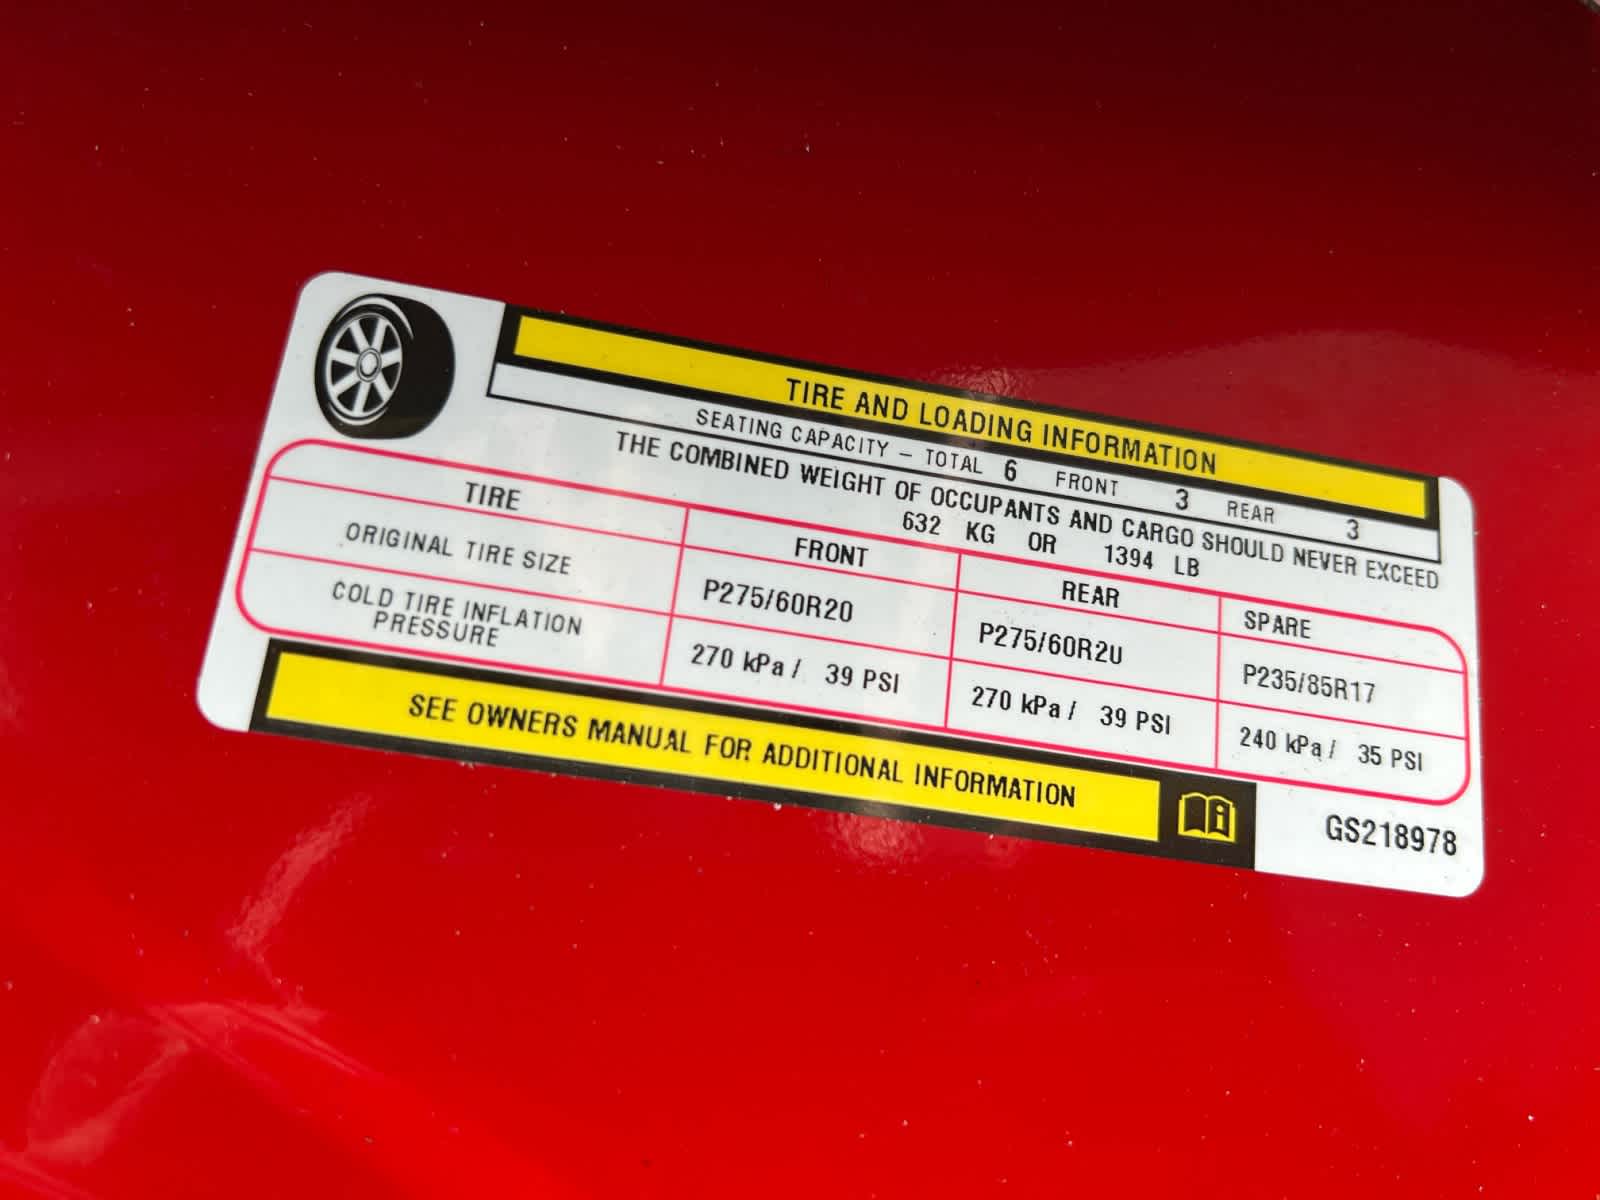 TIRE AND LOADING INFORMATION
SEATING CAPACITY – TOTAL 6 FRONT 3 REAR 3
THE COMBINED WEIGHT OF OCCUPANTS AND CARGO SHOULD NEVER EXCEED
632 KG OR 1394 LB
TIRE FRONT REAR SPARE
ORIGINAL TIRE SIZE P275/60R20 P275/60R2U P235/85R17
COLD TIRE INFLATION
PRESSURE 270 kPa / 39 PSI 270 kPa / 39 PSI 240 kPa / 35 PSI
SEE OWNERS MANUAL FOR ADDITIONAL INFORMATION
GS218978